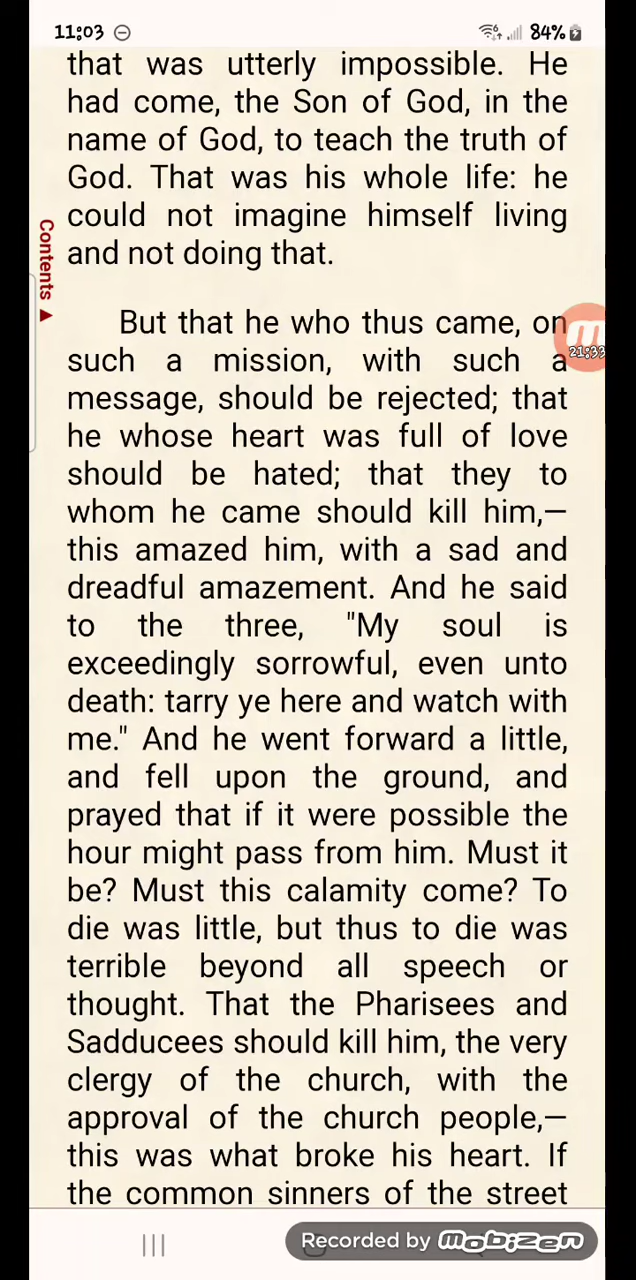 11:03
84%
that was utterly impossible. He
had come, the Son of God, in the
name of God, to teach the truth of
God. That was his whole life: he
could not imagine himself living
and not doing that.
Contents ▲
But that he who thus came, on
such a mission, with such a
message, should be rejected; that
he whose heart was full of love
should be hated; that they to
whom he came should kill him,—
this amazed him, with a sad and
dreadful amazement. And he said
to the three, "My soul is
exceedingly sorrowful, even unto
death: tarry ye here and watch with
me." And he went forward a little,
and fell upon the ground, and
prayed that if it were possible the
hour might pass from him. Must it
be? Must this calamity come? To
die was little, but thus to die was
terrible beyond all speech or
thought. That the Pharisees and
Sadducees should kill him, the very
clergy of the church, with the
approval of the church people,—
this was what broke his heart. If
the common sinners of the street
m
21:33
Recorded by mobizen